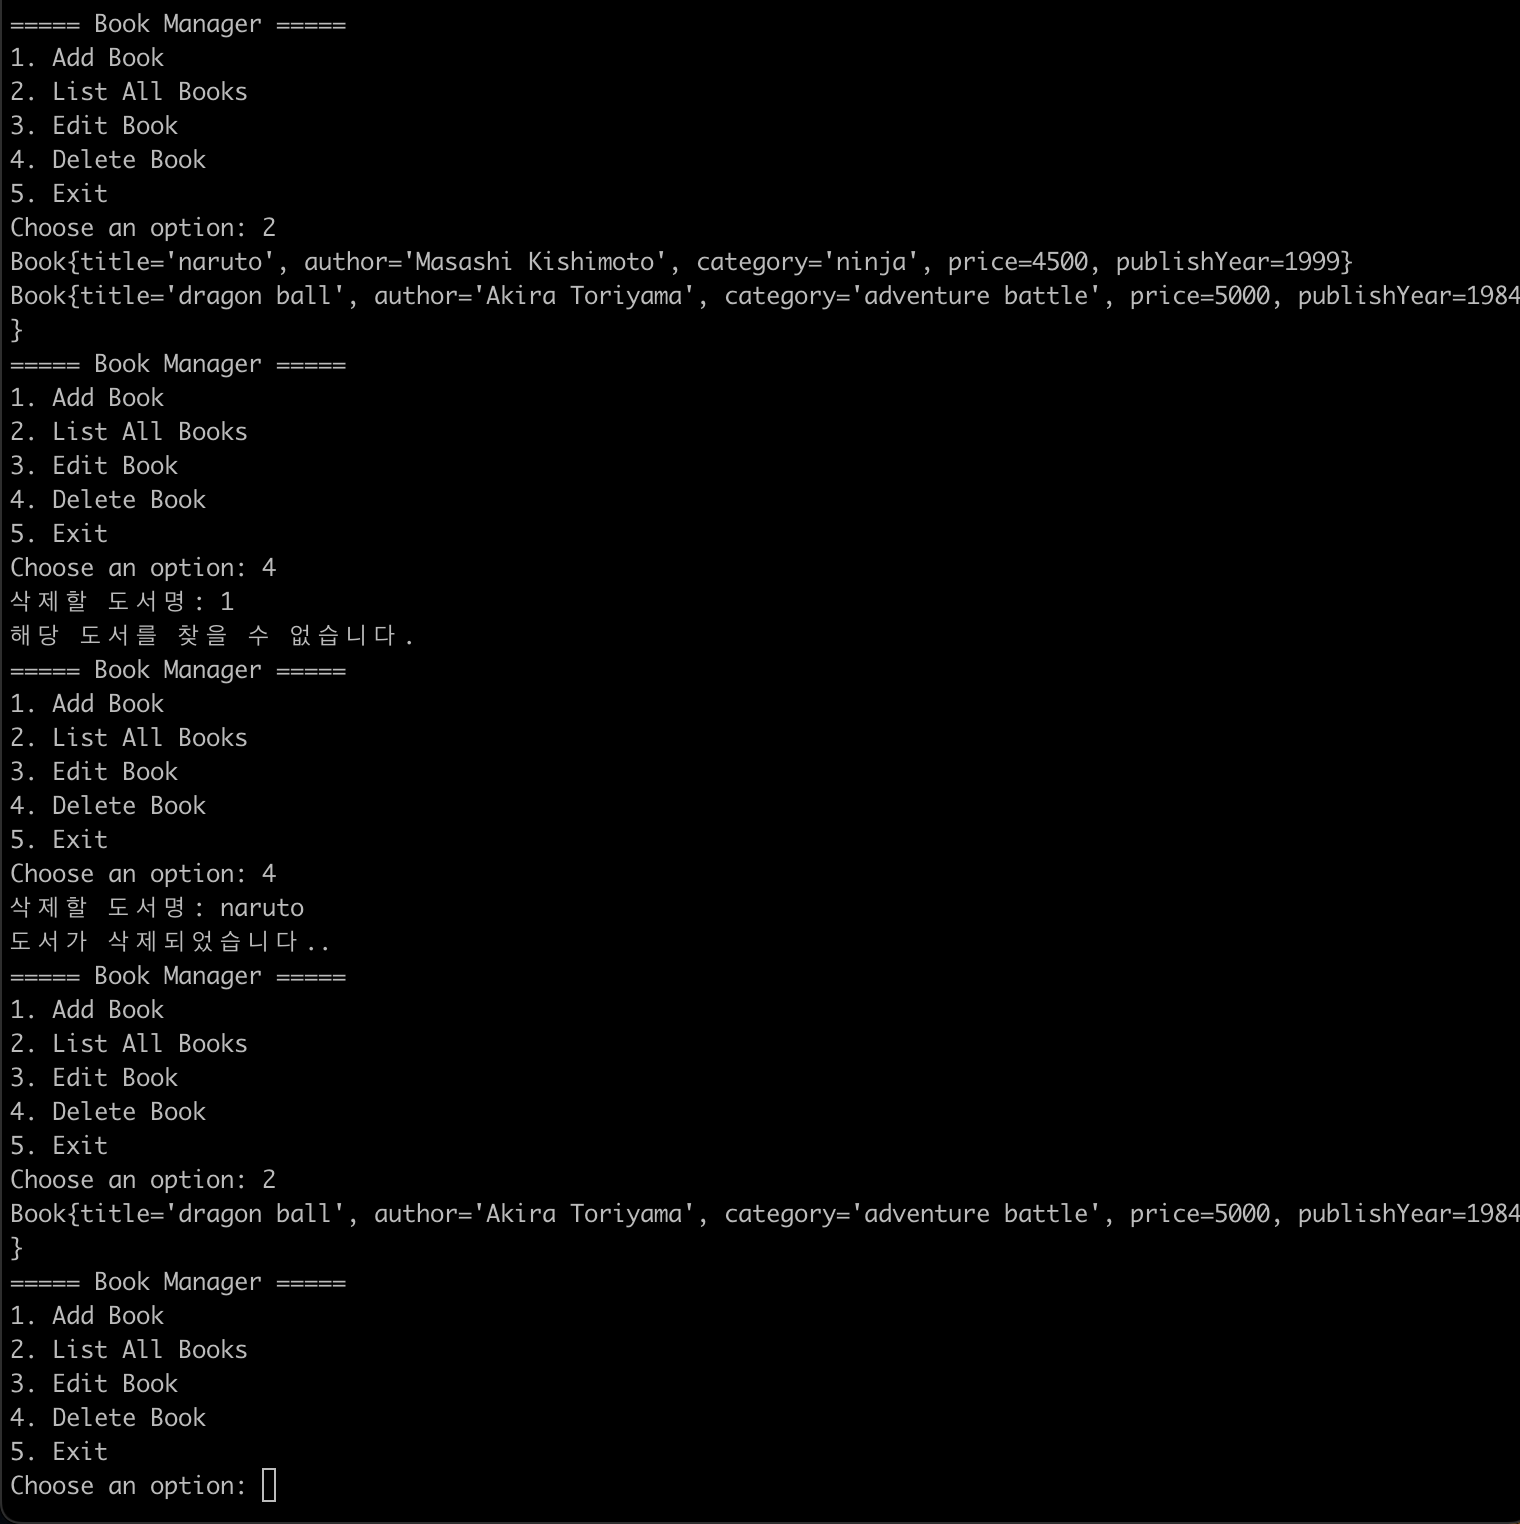 ===== Book Manager =====
1. Add Book
2. List All Books
3. Edit Book
4. Delete Book
5. Exit
Choose an option: 2
Book{title='naruto', author='Masashi Kishimoto', category='ninja', price=4500, publishYear=1999}
Book{title='dragon ball', author='Akira Toriyama', category='adventure battle', price=5000, publishYear=1984
}
===== Book Manager =====
1. Add Book
2. List All Books
3. Edit Book
4. Delete Book
5. Exit
Choose an option: 4
삭제할 도서명: 1
해당 도서를 찾을 수 없습니다.
===== Book Manager =====
1. Add Book
2. List All Books
3. Edit Book
4. Delete Book
5. Exit
Choose an option: 4
삭제할 도서명: naruto
도서가 삭제되었습니다..
===== Book Manager =====
1. Add Book
2. List All Books
3. Edit Book
4. Delete Book
5. Exit
Choose an option: 2
Book{title='dragon ball', author='Akira Toriyama', category='adventure battle', price=5000, publishYear=1984
}
===== Book Manager =====
1. Add Book
2. List All Books
3. Edit Book
4. Delete Book
5. Exit
Choose an option: